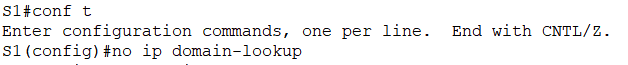 S1#conf t
Enter configuration commands, one per line.  End with CNTL/Z.
S1(config)#no ip domain-lookup